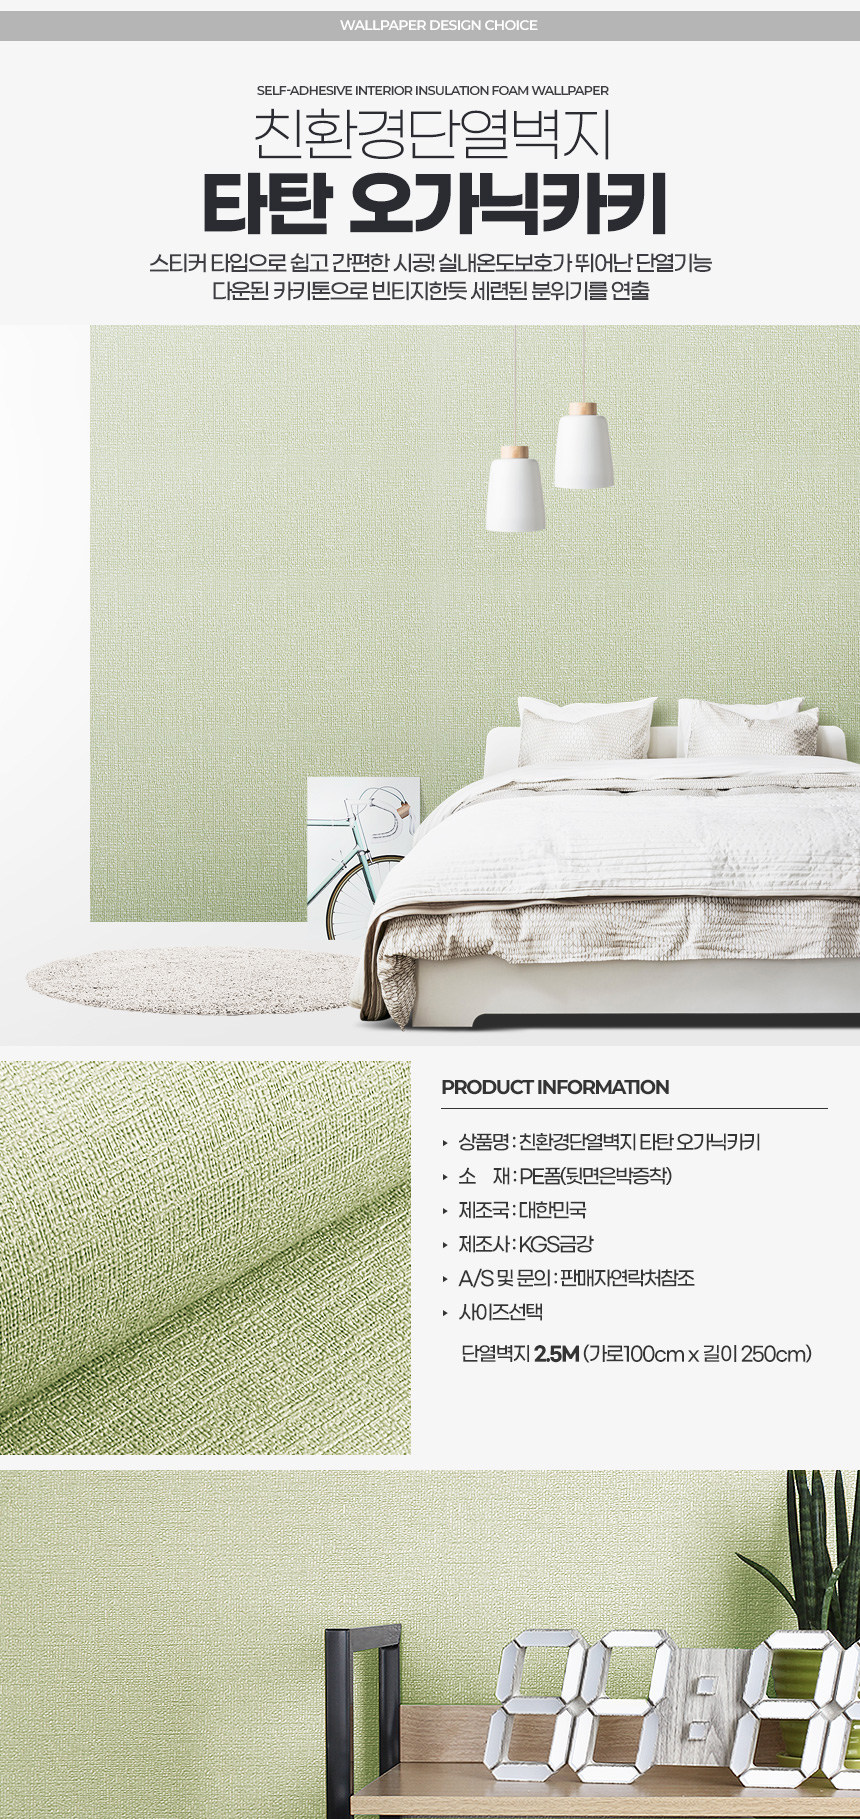 WALLPAPER DESIGN CHOICE
SELF-ADHESIVE INTERIOR INSULATION FOAM WALLPAPER
친환경단열벽지
타탄 오가닉카키
스티커 타입으로 쉽고 간편한 시공! 실내온도보호가 뛰어난 단열기능
다운된 카키톤으로 빈티지한듯 세련된 분위기를 연출
PRODUCT INFORMATION
▸ 상품명 : 친환경단열벽지 타탄 오가닉카키
▸ 소 재 : PE폼(뒷면은박증착)
▸ 제조국 : 대한민국
▸ 제조사 : KGS금강
▸ A/S 및 문의 : 판매자연락처참조
▸ 사이즈선택
단열벽지 2.5M (가로100cm x 길이 250cm)